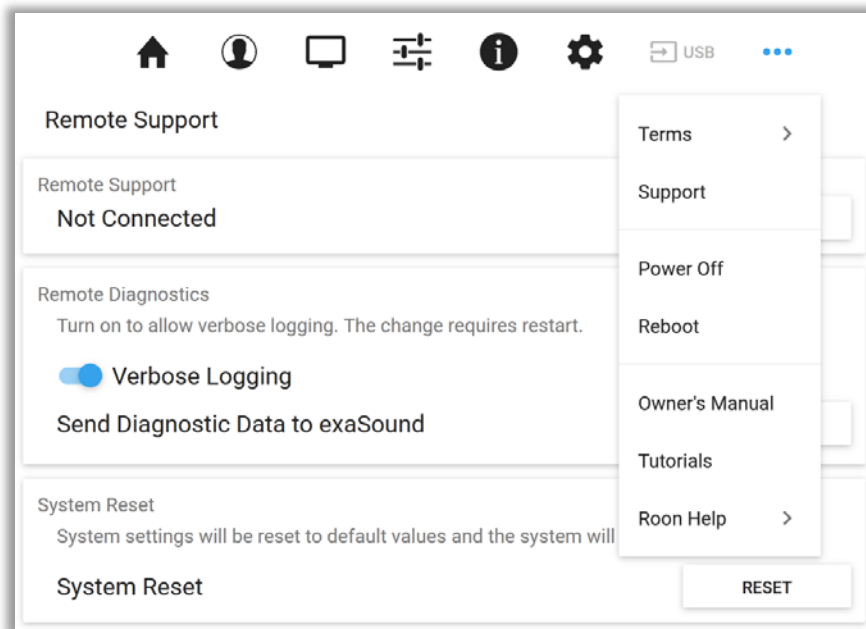 USB
Remote Support
Remote Support
Not Connected
Remote Diagnostics
Turn on to allow verbose logging. The change requires restart.
Verbose Logging
Send Diagnostic Data to exaSound
System Reset
System settings will be reset to default values and the system will
System Reset
RESET
Terms
Support
Power Off
Reboot
Owner's Manual
Tutorials
Roon Help